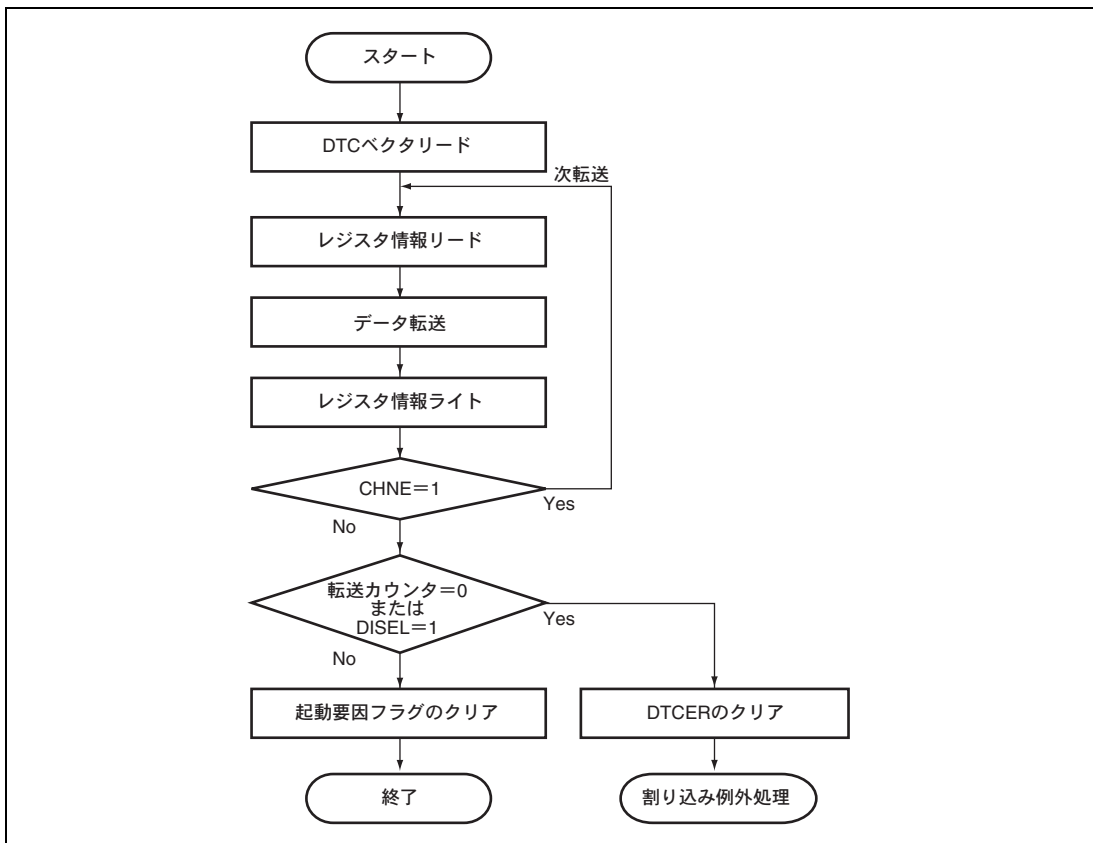 スタート
DTCベクタリード
次転送
レジスタ情報リード
データ転送
レジスタ情報ライト
CHNE＝1
Yes
No
転送カウンタ＝0
または
DISEL＝1
Yes
No
起動要因フラグのクリア
DTCERのクリア
終了
割り込み例外処理